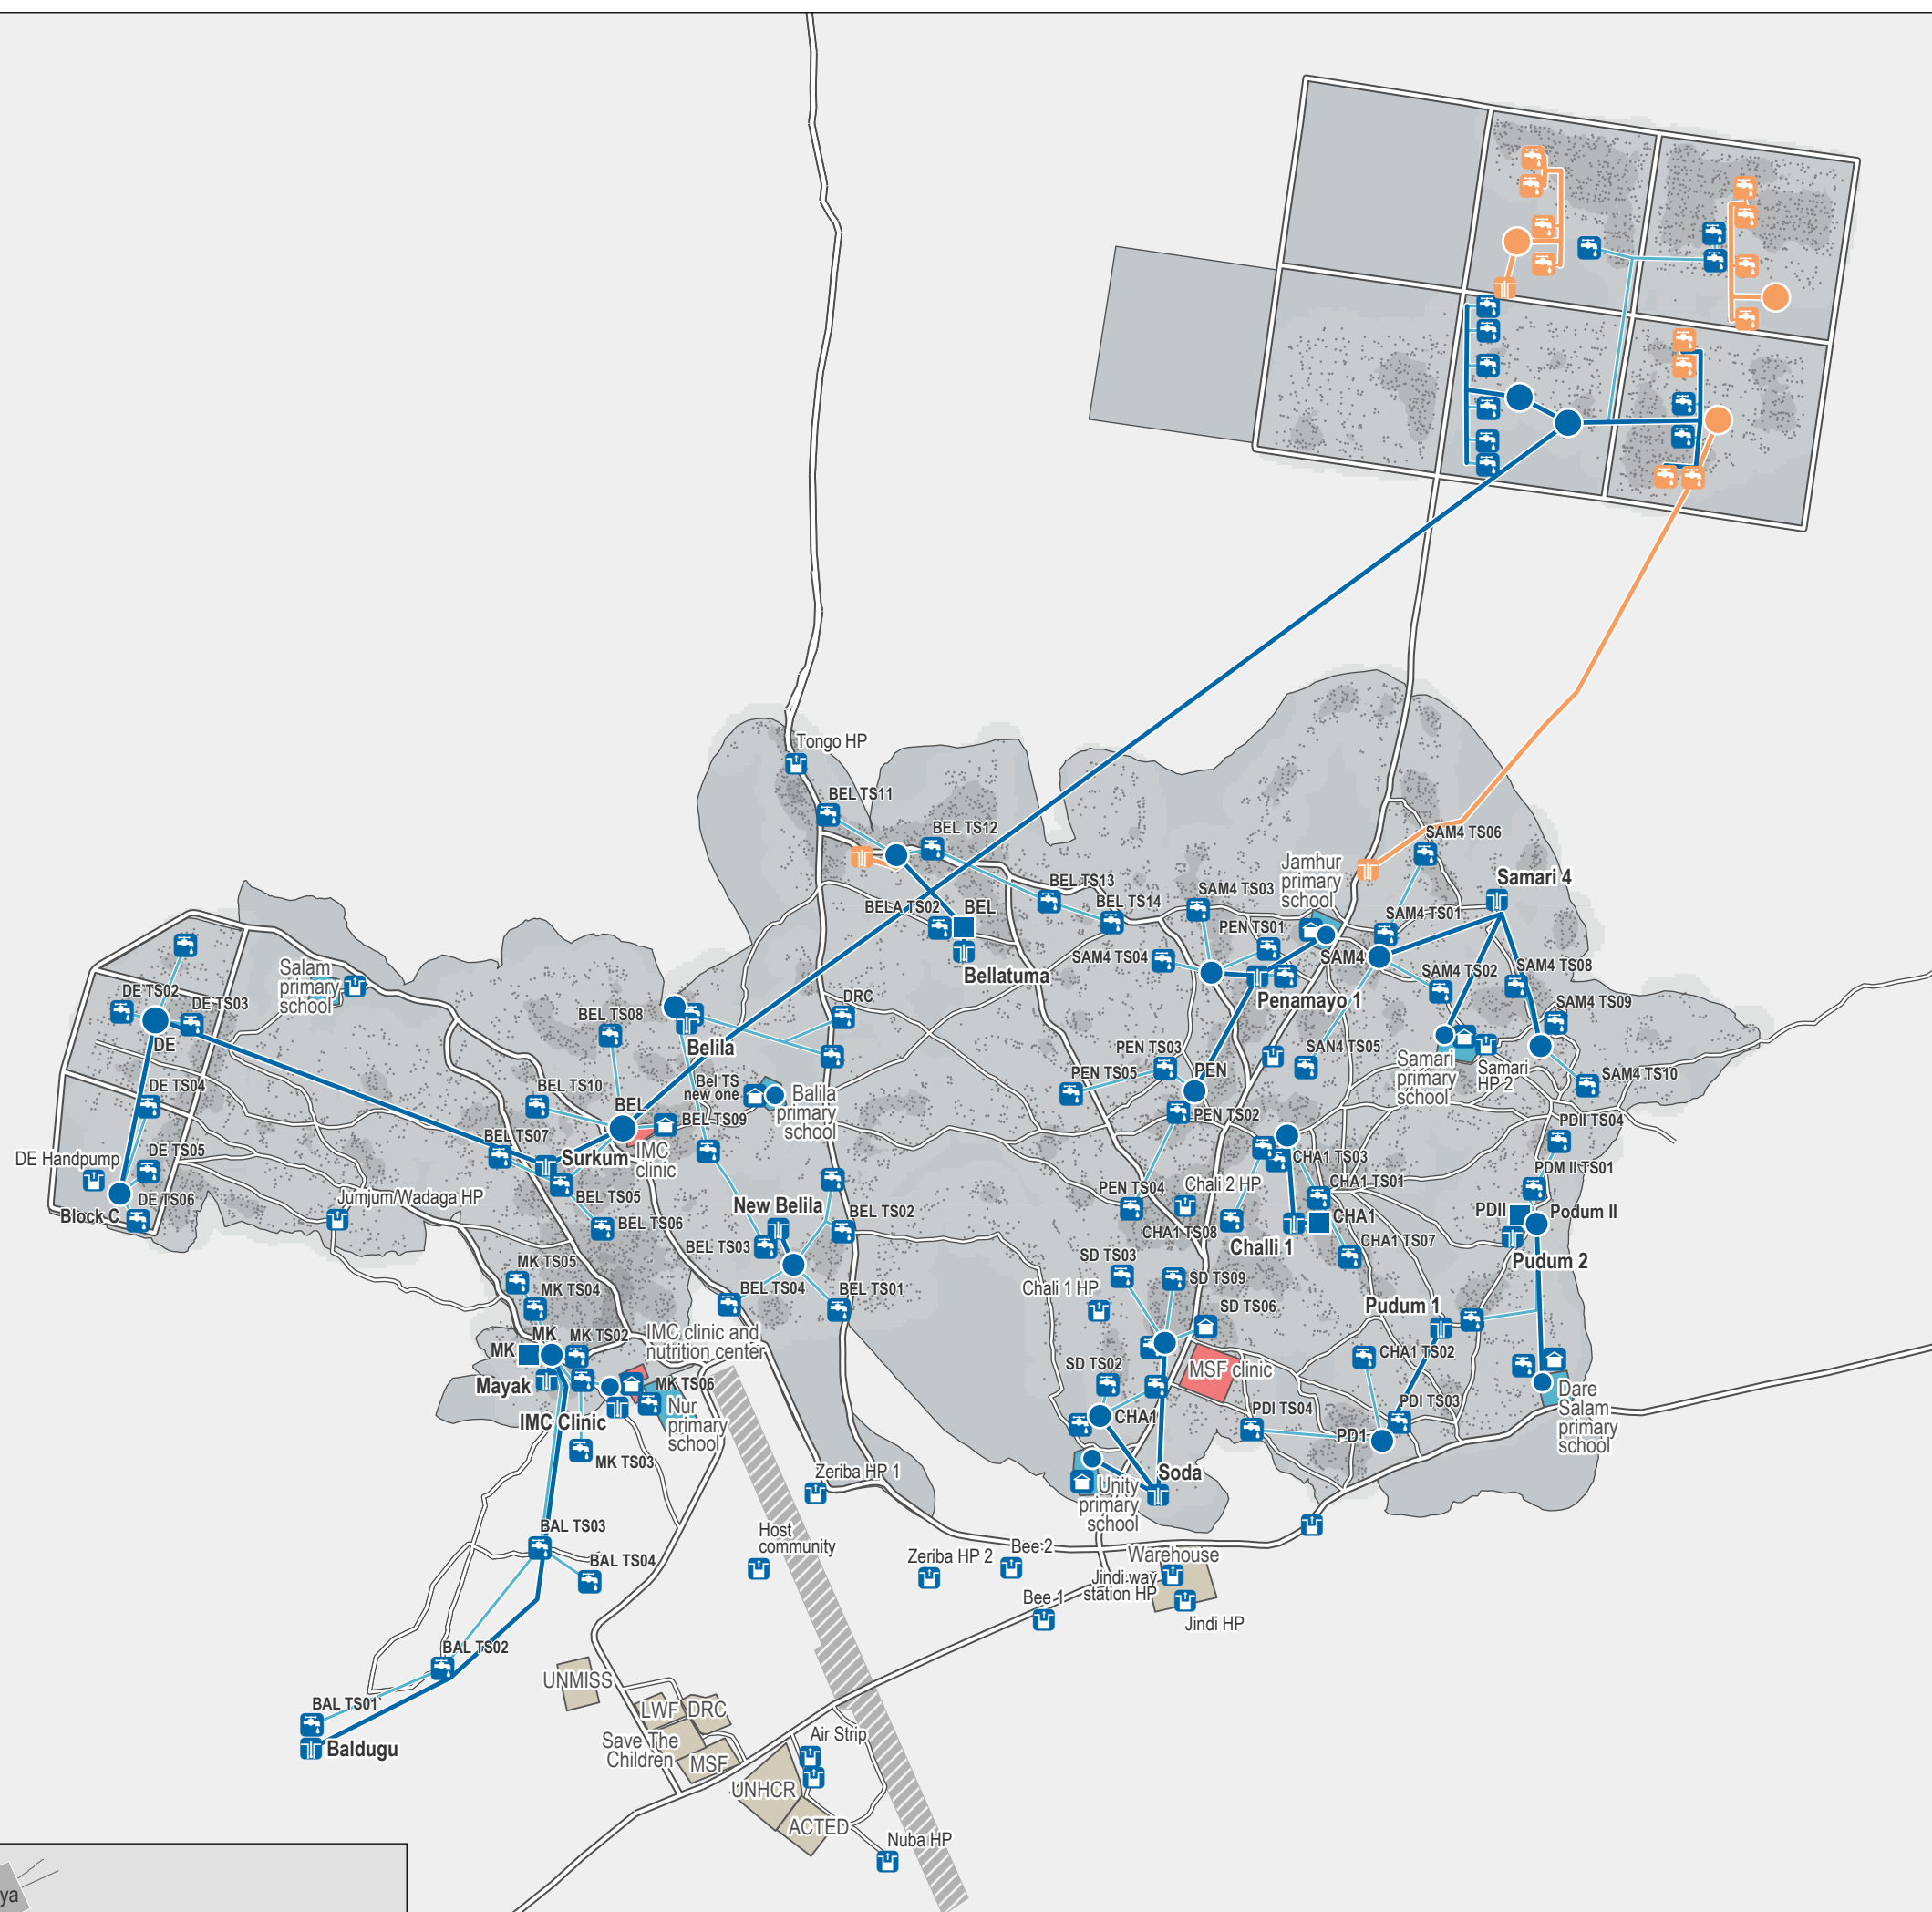 Tongo HP
BEL TS11
BEL TS12
SAM4 TS06
Jamhur
primary
school
Samari 4
BEL TS13
SAM4 TS03
BELA TS02
BEL
BEL TS14
PEN TS01
SAM4 TS01
SAM4 TS04
SAM4
Bellatuma
SAM4 TS02
SAM4 TS08
Salam
primary
school
DE TS02
DE TS03
DRC
Penamayo 1
SAM4 TS09
BEL TS08
DE
Belila
PEN TS03
SAN4 TS05
Samari
primary
school
Samari
HP 2
PEN TS05
PEN
SAM4 TS10
DE TS04
BEL TS10
Bel TS
new one
Balila
primary
school
BEL
BEL TS09
PEN TS02
PDII TS04
BEL TS07
DE Handpump
DE TS05
Surkum
IMC
clinic
CHA1 TS03
PDM II TS01
DE TS06
Jumjum/Wadaga HP
BEL TS05
PEN TS04
Chali 2 HP
CHA1 TS01
Block C
BEL TS06
New Belila
BEL TS02
PDII
Podum II
CHA1
CHA1 TS08
BEL TS03
Challi 1
CHA1 TS07
MK TS05
SD TS03
Pudum 2
MK TS04
BEL TS04
BEL TS01
Chali 1 HP
SD TS09
Pudum 1
SD TS06
MK
MK TS02
IMC clinic and
nutrition center
MK
CHA1 TS02
SD TS02
MSF clinic
Mayak
MK TS06
Dare
Salam
primary
school
Nur
primary
school
IMC Clinic
CHA1
PDI TS04
PDI TS03
PD1
MK TS03
Zeriba HP 1
Soda
Unity
primary
school
BAL TS03
Host
community
Bee 2
Zeriba HP 2
Warehouse
BAL TS04
Jindi way
station HP
Bee 1
Jindi HP
BAL TS02
UNMISS
BAL TS01
LWF
DRC
Save The
Children
Air Strip
Baldugu
MSF
UNHCR
ACTED
Nuba HP
ya